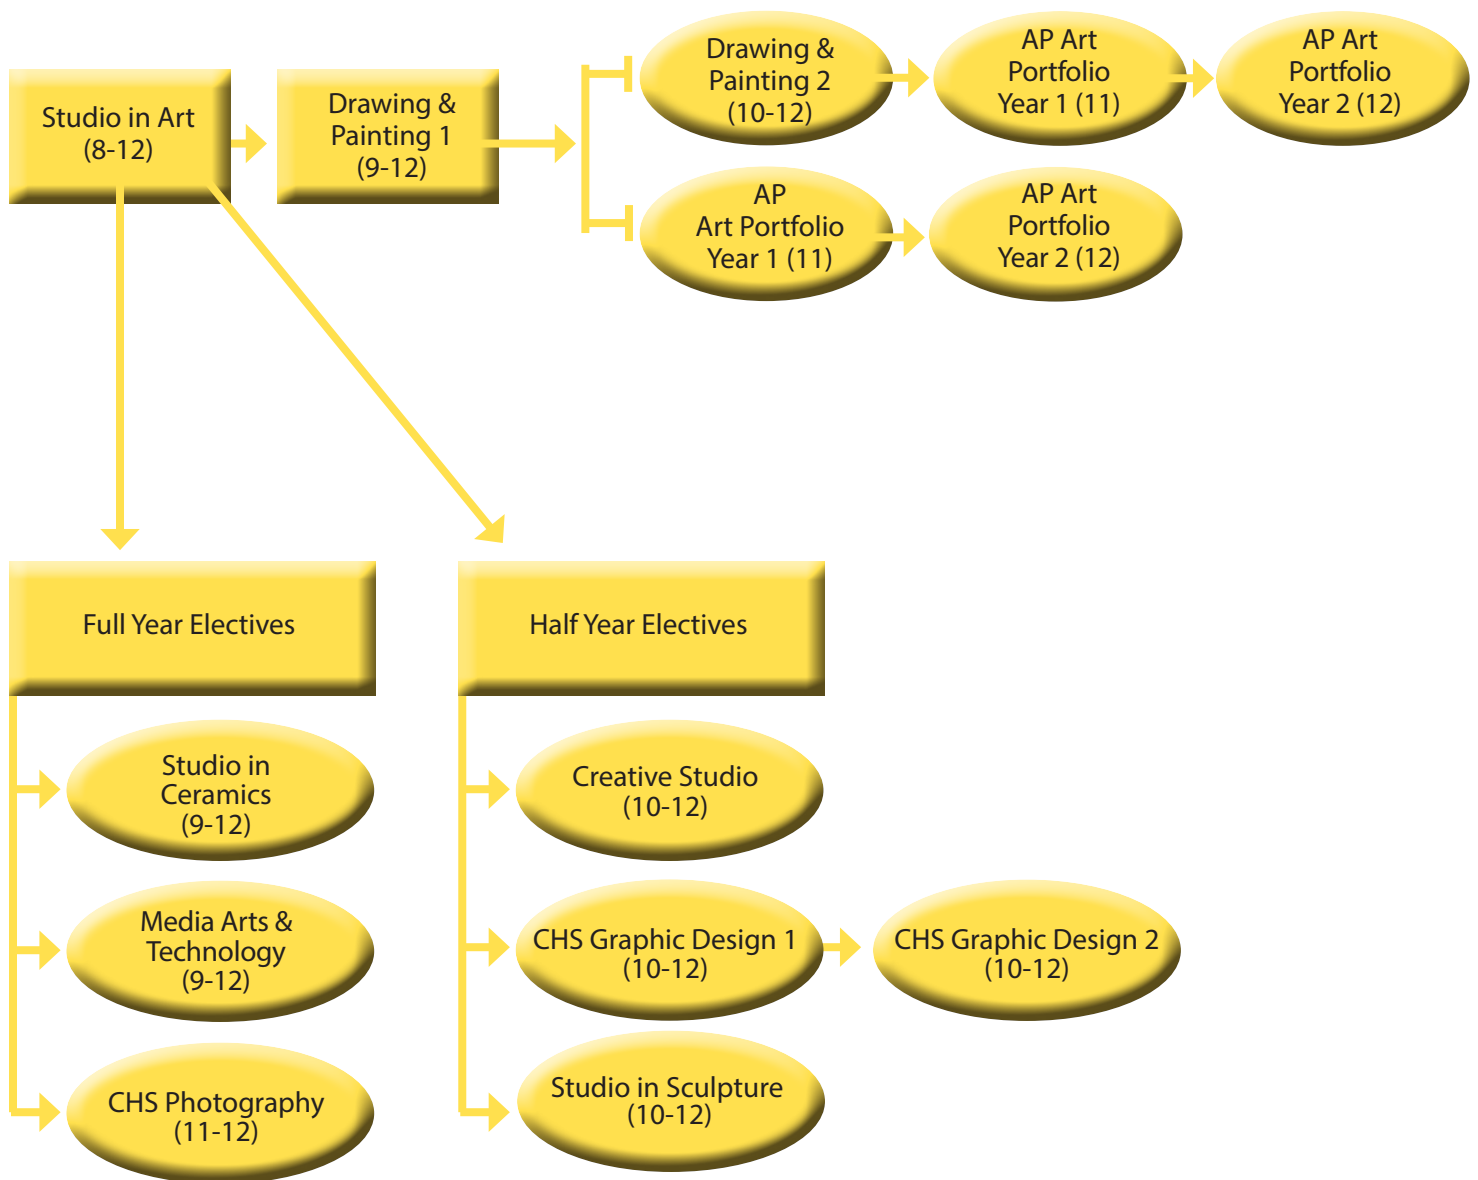 Studio in Art
(8-12)
Drawing &
Painting 1
(9-12)
Drawing &
Painting 2
(10-12)
AP Art
Portfolio
Year 1 (11)
AP Art
Portfolio
Year 2 (12)
AP
Art Portfolio
Year 1 (11)
AP Art
Portfolio
Year 2 (12)
Full Year Electives
Studio in
Ceramics
(9-12)
Media Arts &
Technology
(9-12)
CHS Photography
(11-12)
Half Year Electives
Creative Studio
(10-12)
CHS Graphic Design 1
(10-12)
CHS Graphic Design 2
(10-12)
Studio in Sculpture
(10-12)